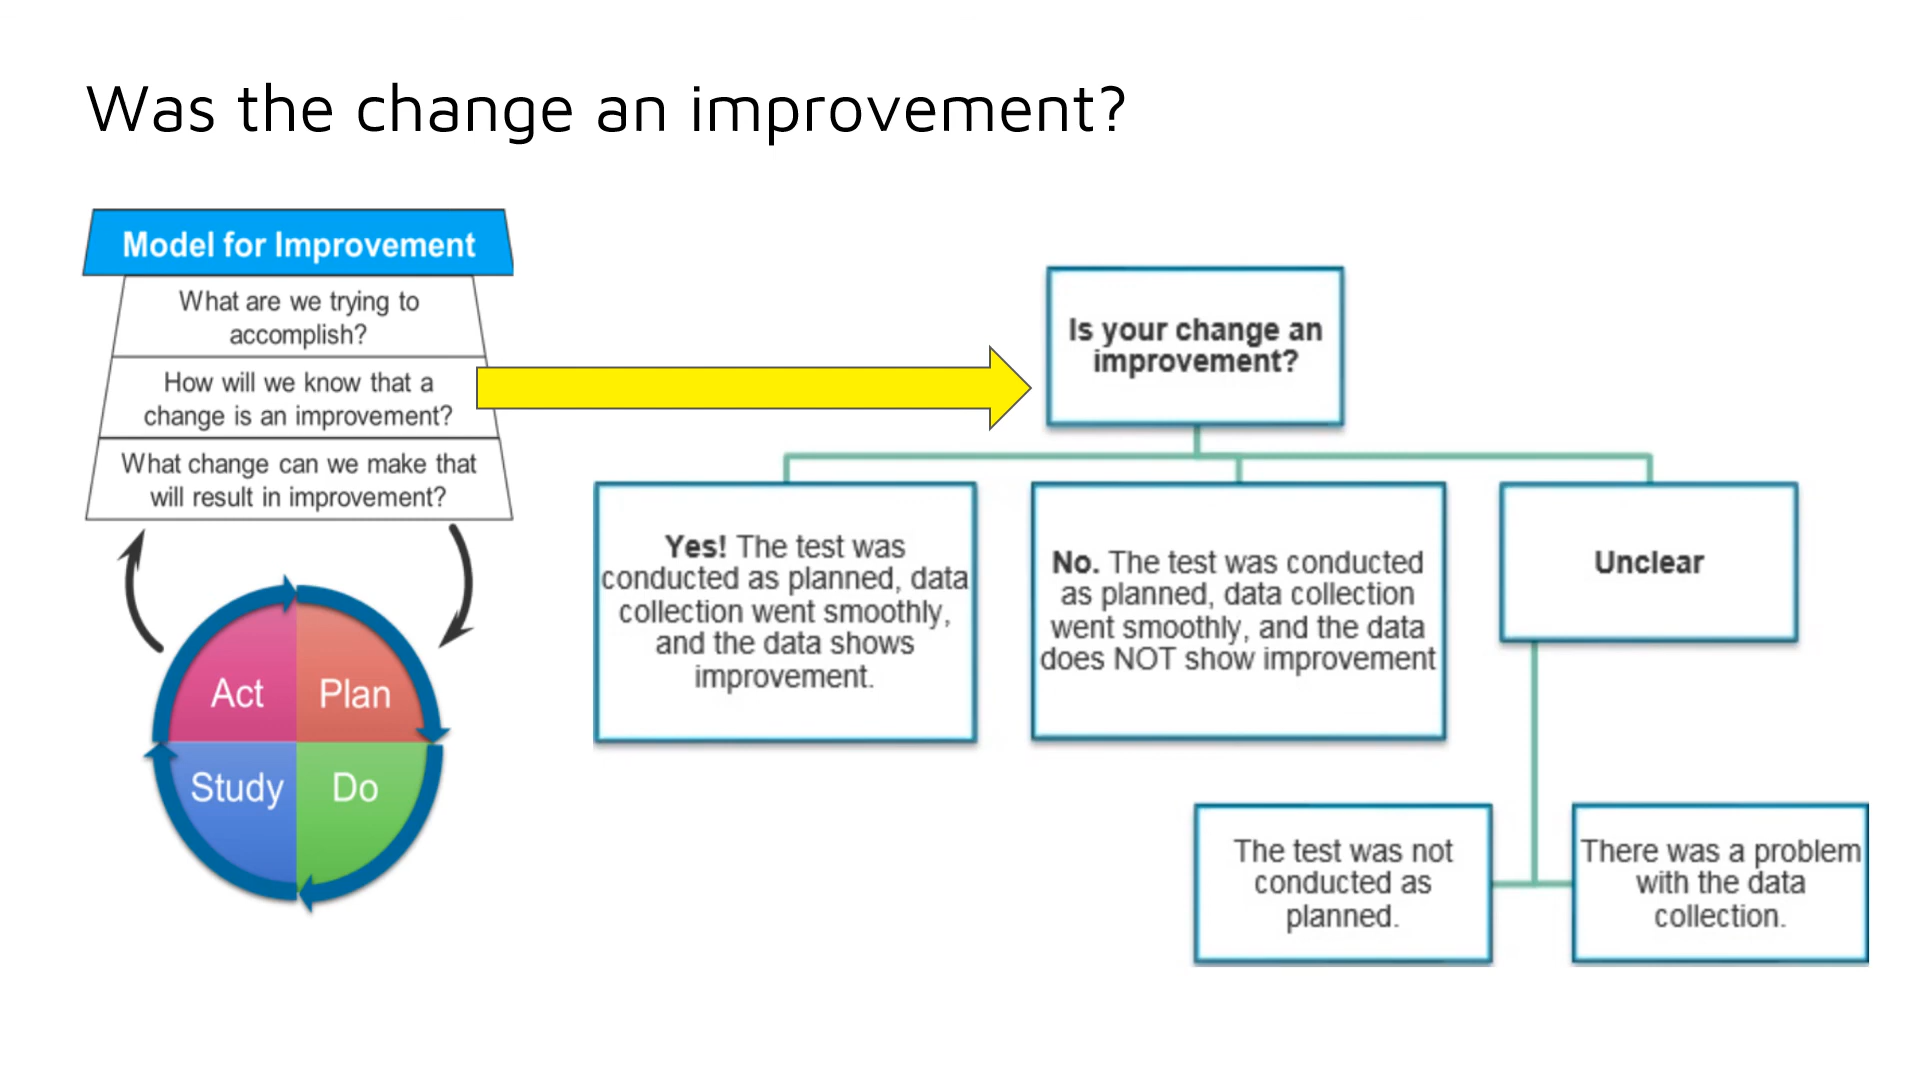 Was the change an improvement?
Model for Improvement
What are we trying to
accomplish?
How will we know that a
change is an improvement?
What change can we make that
will result in improvement?
Act
Plan
Study
Do
Is your change an
improvement?
Yes! The test was
conducted as planned, data
collection went smoothly,
and the data shows
improvement.
No. The test was conducted
as planned, data collection
went smoothly, and the data
does NOT show improvement
Unclear
The test was not
conducted as
planned.
There was a problem
with the data
collection.